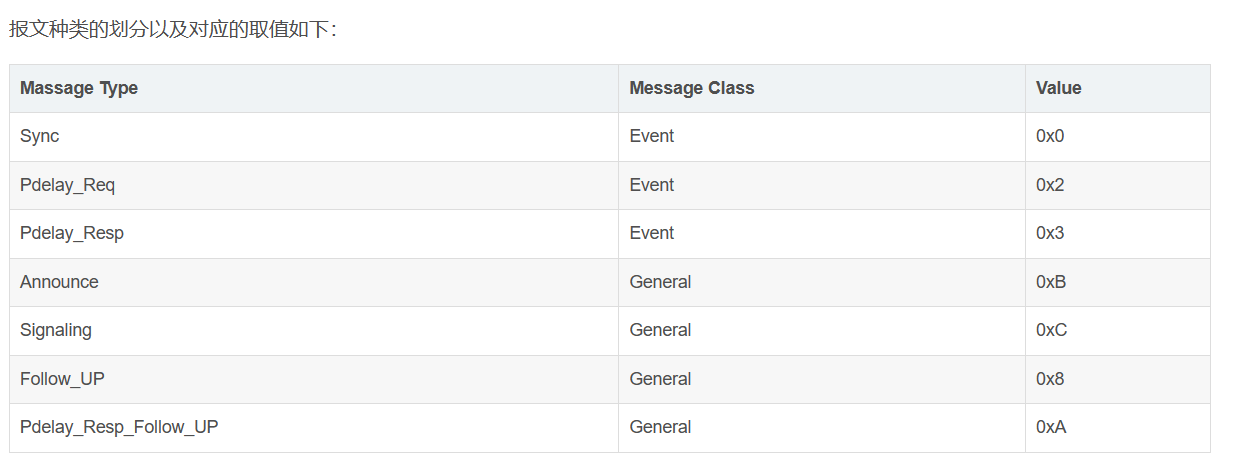 报文种类的划分以及对应的取值如下：
Massage Type Message Class Value
Sync Event 0x0
Pdelay_Req Event 0x2
Pdelay_Resp Event 0x3
Announce General 0xB
Signaling General 0xC
Follow_UP General 0x8
Pdelay_Resp_Follow_UP General 0xA